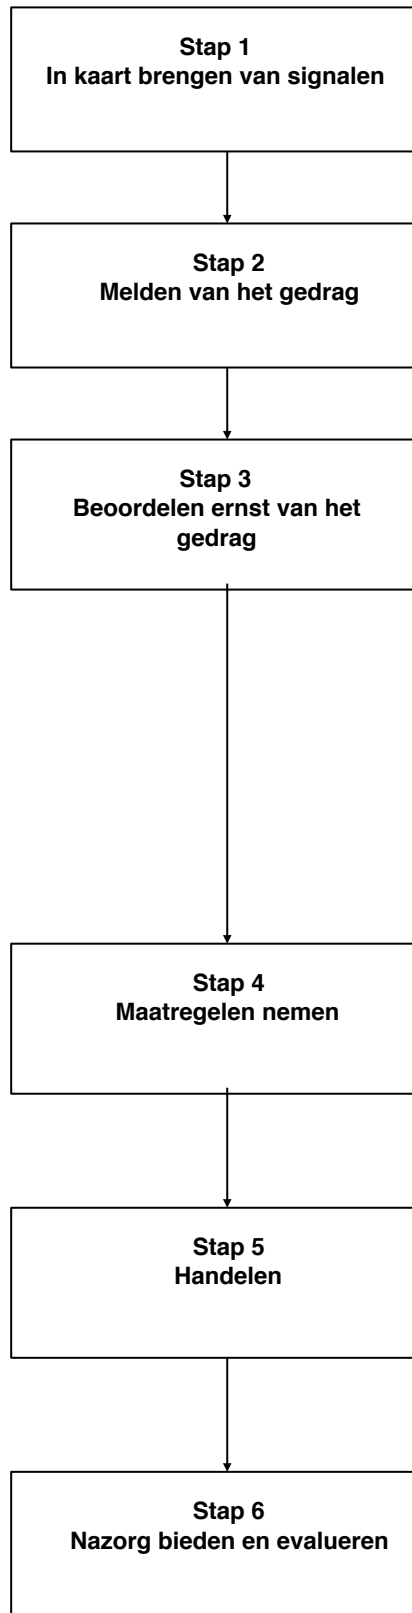 Stap 1
In kaart brengen van signalen
Stap 2
Melden van het gedrag
Stap 3
Beoordelen ernst van het
gedrag
Stap 4
Maatregelen nemen
Stap 5
Handelen
Stap 6
Nazorg bieden en evalueren